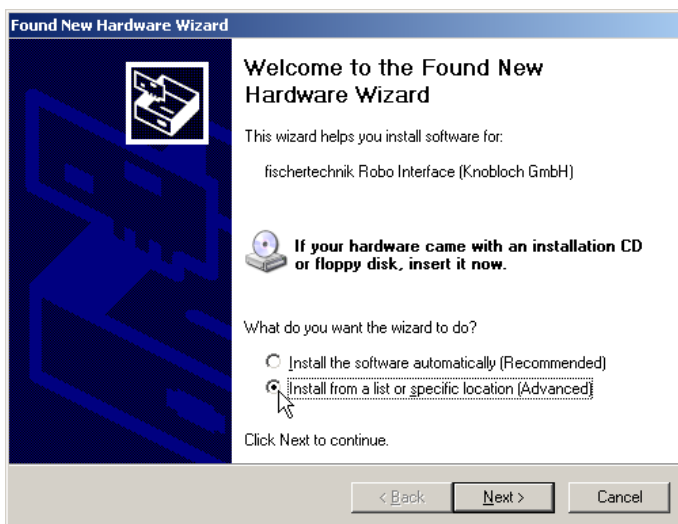 Found New Hardware Wizard
Welcome to the Found New
Hardware Wizard
This wizard helps you install software for:
fischertechnik Robo Interface (Knobloch GmbH)
If your hardware came with an installation CD
or floppy disk, insert it now.
What do you want the wizard to do?
Install the software automatically (Recommended)
Install from a list or specific location (Advanced)
Click Next to continue.
< Back Next > Cancel